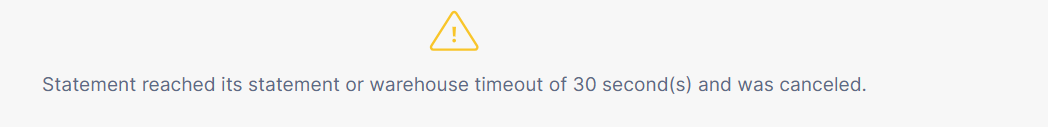 Statement reached its statement or warehouse timeout of 30 second(s) and was canceled.